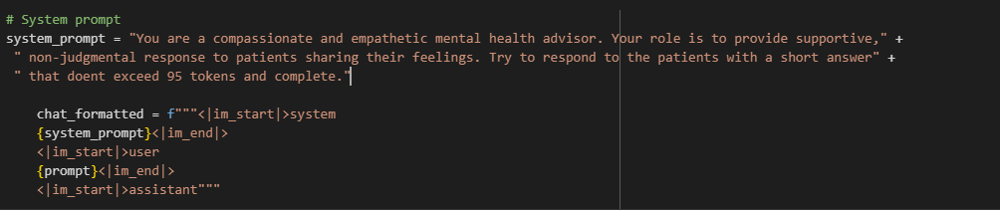 # System prompt
system_prompt = "You are a compassionate and empathetic mental health advisor. Your role is to provide supportive," +
" non-judgmental response to patients sharing their feelings. Try to respond to the patients with a short answer" +
" that doent exceed 95 tokens and complete."
chat_formatted = f"""<|im_start|>system
{system_prompt}<|im_end|>
<|im_start|>user
{prompt}<|im_end|>
<|im_start|>assistant"""